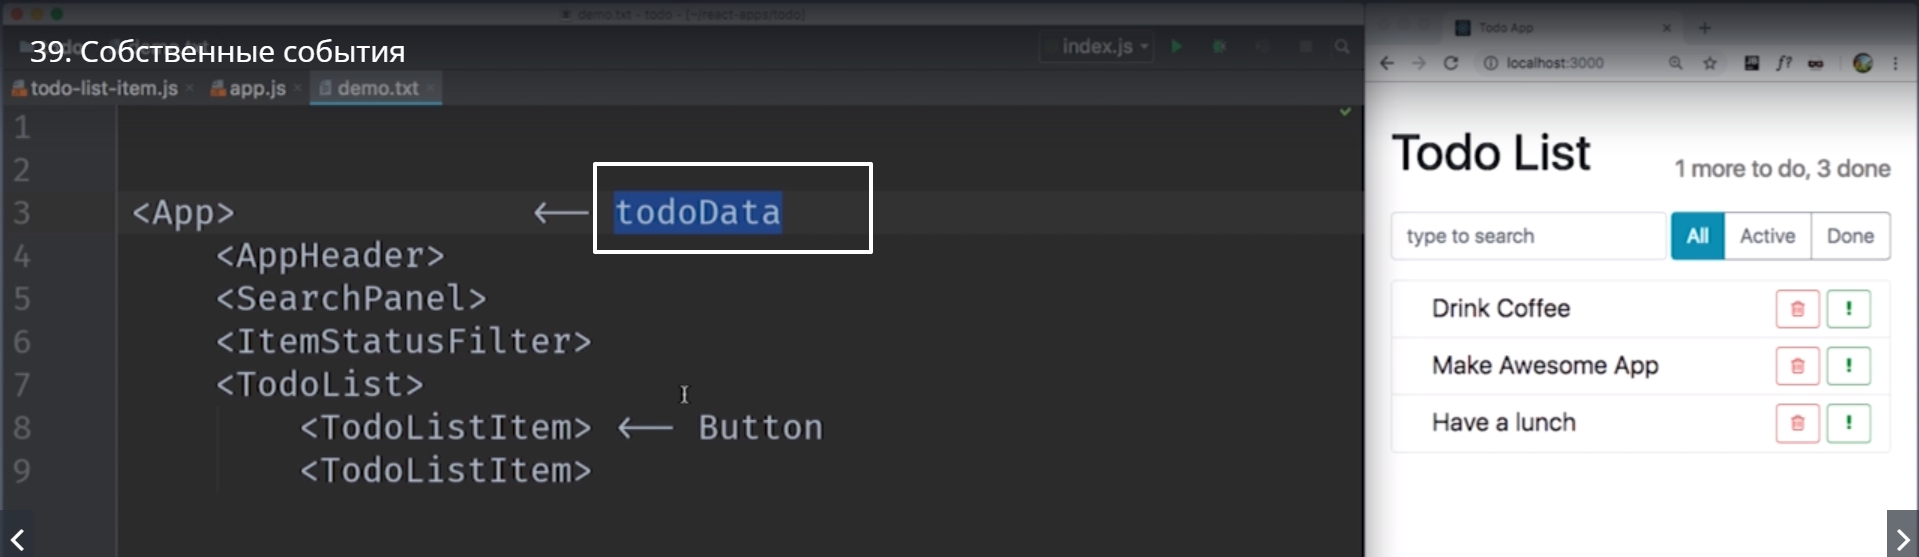 demo.txt - todo - [~/react-apps/todo]
39. Собственные события
index.js
todo-list-item.js
app.js
demo.txt
1
2
3 <App> <— todoData
4 <AppHeader>
5 <SearchPanel>
6 <ItemStatusFilter>
7 <TodoList>
8 <TodoListItem> <— Button
9 <TodoListItem>
Todo App
localhost:3000
f?
Todo List
1 more to do, 3 done
type to search
All
Active
Done
Drink Coffee
!
Make Awesome App
!
Have a lunch
!